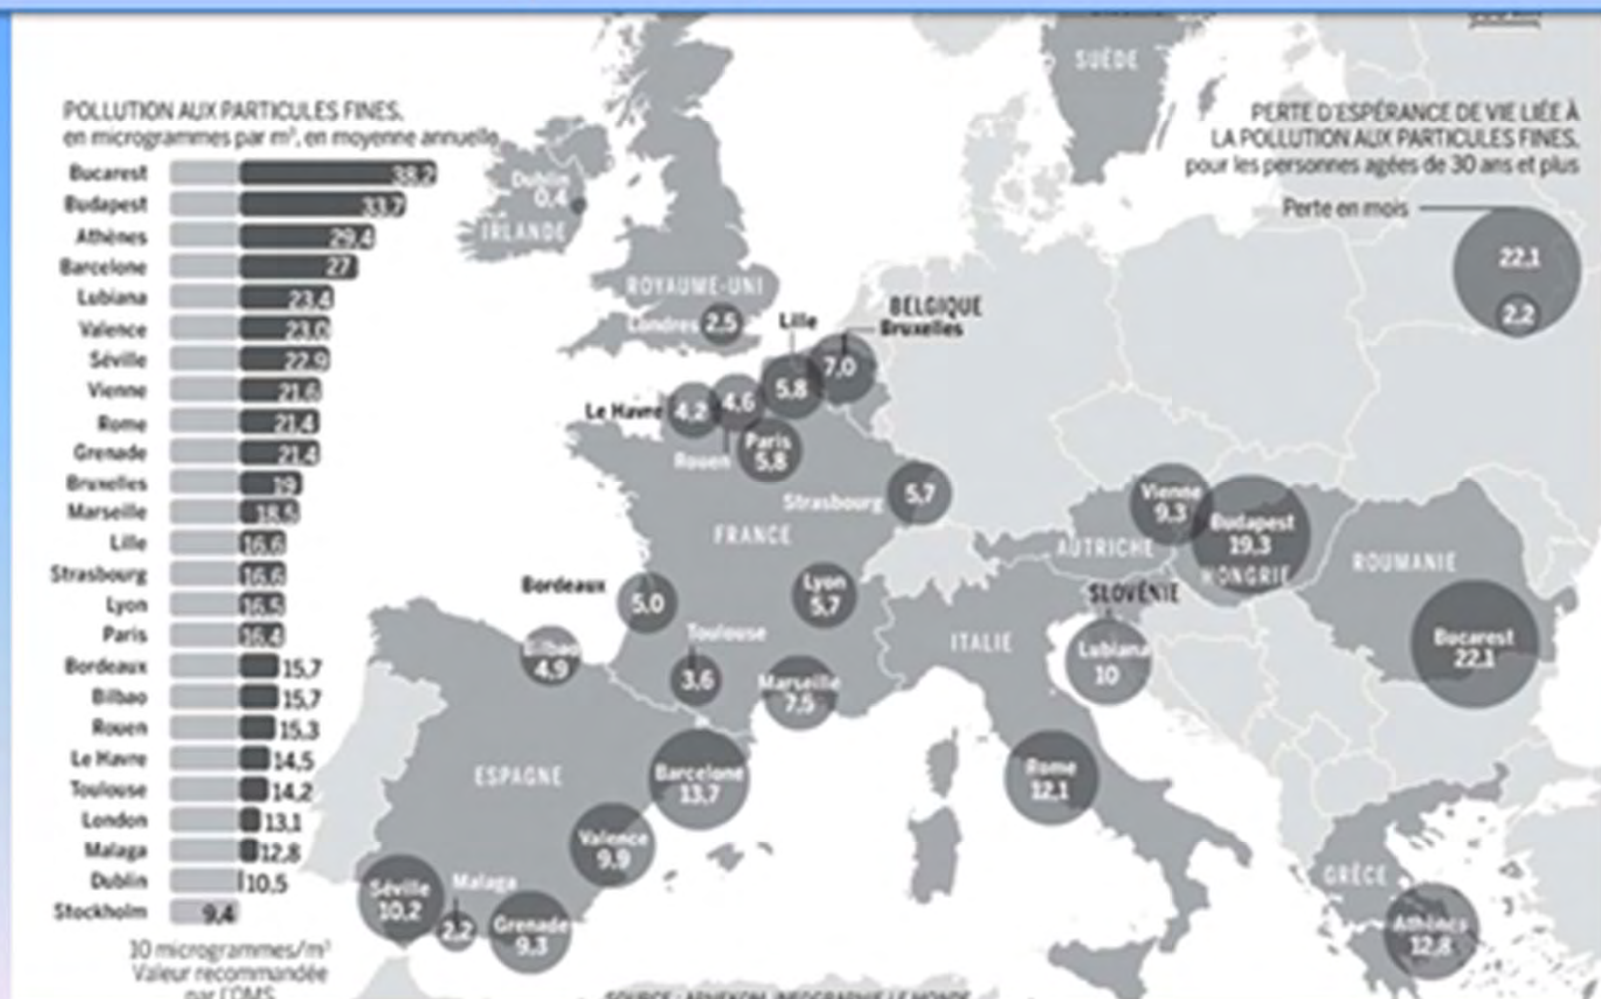 POLLUTION AUX PARTICULES FINES,
en microgrammes par m³, en moyenne annuelle
Bucarest 38,2
Budapest 33,7
Athènes 29,4
Barcelone 27
Lubiana 23,4
Valence 23,0
Séville 22,9
Vienne 21,6
Rome 21,4
Grenade 21,4
Bruxelles 19
Marseille 18,5
Lille 16,6
Strasbourg 16,6
Lyon 16,5
Paris 16,4
Bordeaux 15,7
Bilbao 15,7
Rouen 15,3
Le Havre 14,5
Toulouse 14,2
London 13,1
Malaga 12,8
Dublin 10,5
Stockholm 9,4
10 microgrammes/m³
Valeur recommandée
par l'OMS
SUÈDE
PERTE D'ESPÉRANCE DE VIE LIÉE À
LA POLLUTION AUX PARTICULES FINES,
pour les personnes agées de 30 ans et plus
Perte en mois
22,1
2,2
Dublin
0,4
IRLANDE
ROYAUME-UNI
Londres 2,5
Lille
5,8
BELGIQUE
Bruxelles
7,0
Le Havre 4,2
4,6
Rouen
Paris
5,8
Strasbourg 5,7
FRANCE
Vienne
9,3
Budapest
19,3
HONGRIE
AUTRICHE
ROUMANIE
SLOVÉNIE
Bordeaux 5,0
Lyon
5,7
Bucarest
22,1
Toulouse
3,6
ITALIE
Lubiana
10
Bilbao
4,9
Marseille
7,5
ESPAGNE
Barcelone
13,7
Rome
12,1
Valence
9,9
Séville
10,2
Malaga
2,2
Grenade
9,3
GRÈCE
Athènes
12,8
SOURCE : APHEKOM, INFOGRAPHIE LE MONDE